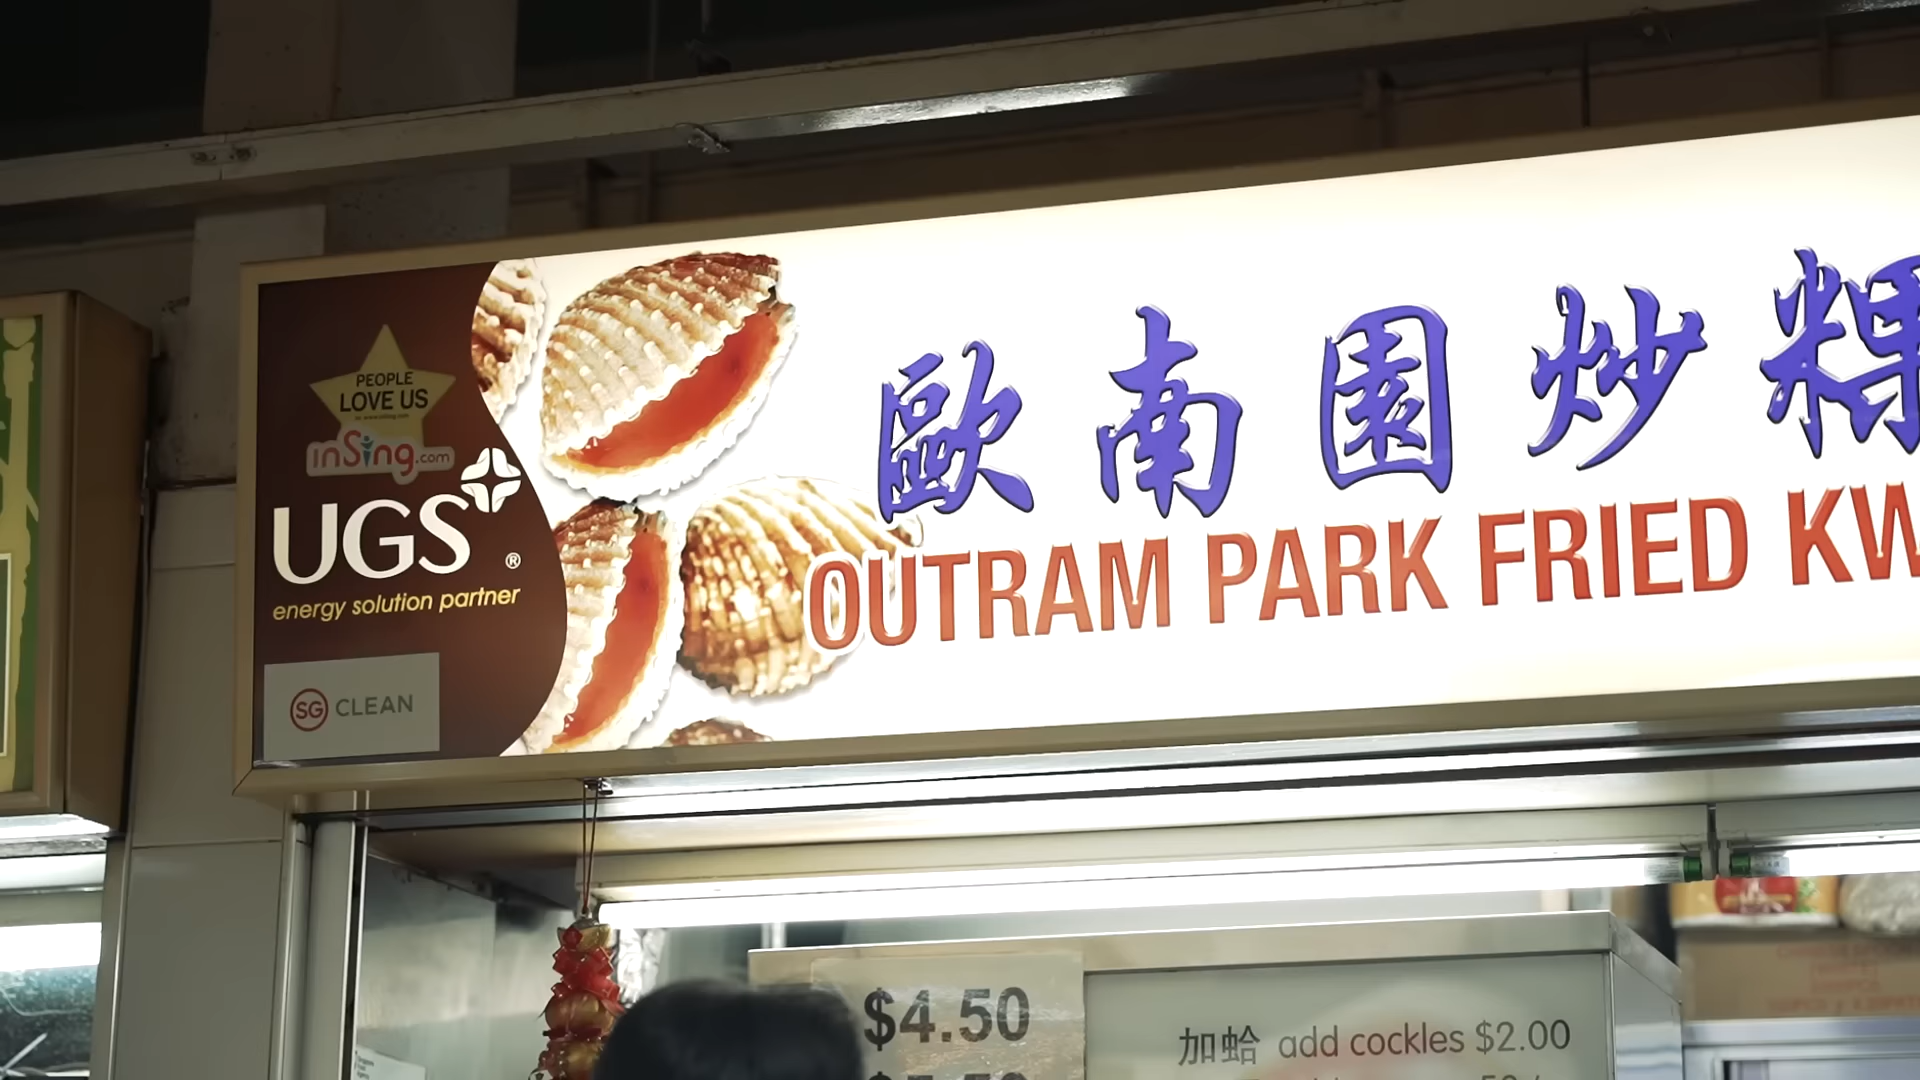 PEOPLE
LOVE US
inSing.com
UGS®
energy solution partner
SG CLEAN
歐南園炒粿
OUTRAM PARK FRIED KW
$4.50
加蛤 add cockles $2.00